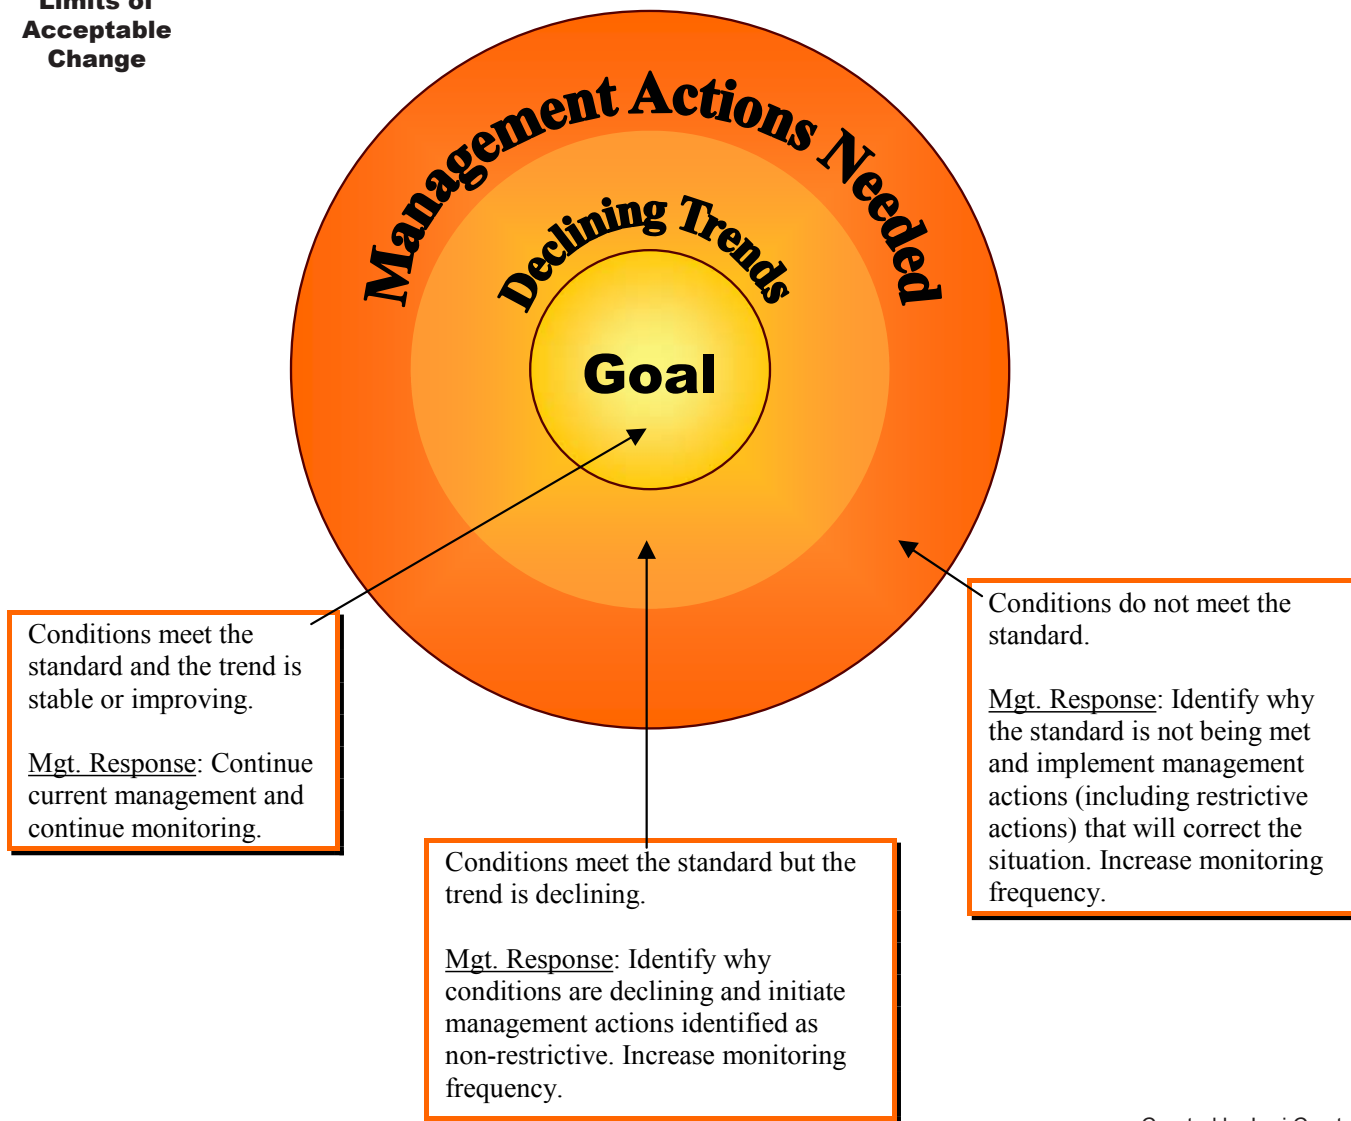 Limits of
Acceptable
Change
Management Actions Needed
Declining Trends
Goal
Conditions meet the
standard and the trend is
stable or improving.
Mgt. Response: Continue
current management and
continue monitoring.
Conditions meet the standard but the
trend is declining.
Mgt. Response: Identify why
conditions are declining and initiate
management actions identified as
non-restrictive. Increase monitoring
frequency.
Conditions do not meet the
standard.
Mgt. Response: Identify why
the standard is not being met
and implement management
actions (including restrictive
actions) that will correct the
situation. Increase monitoring
frequency.